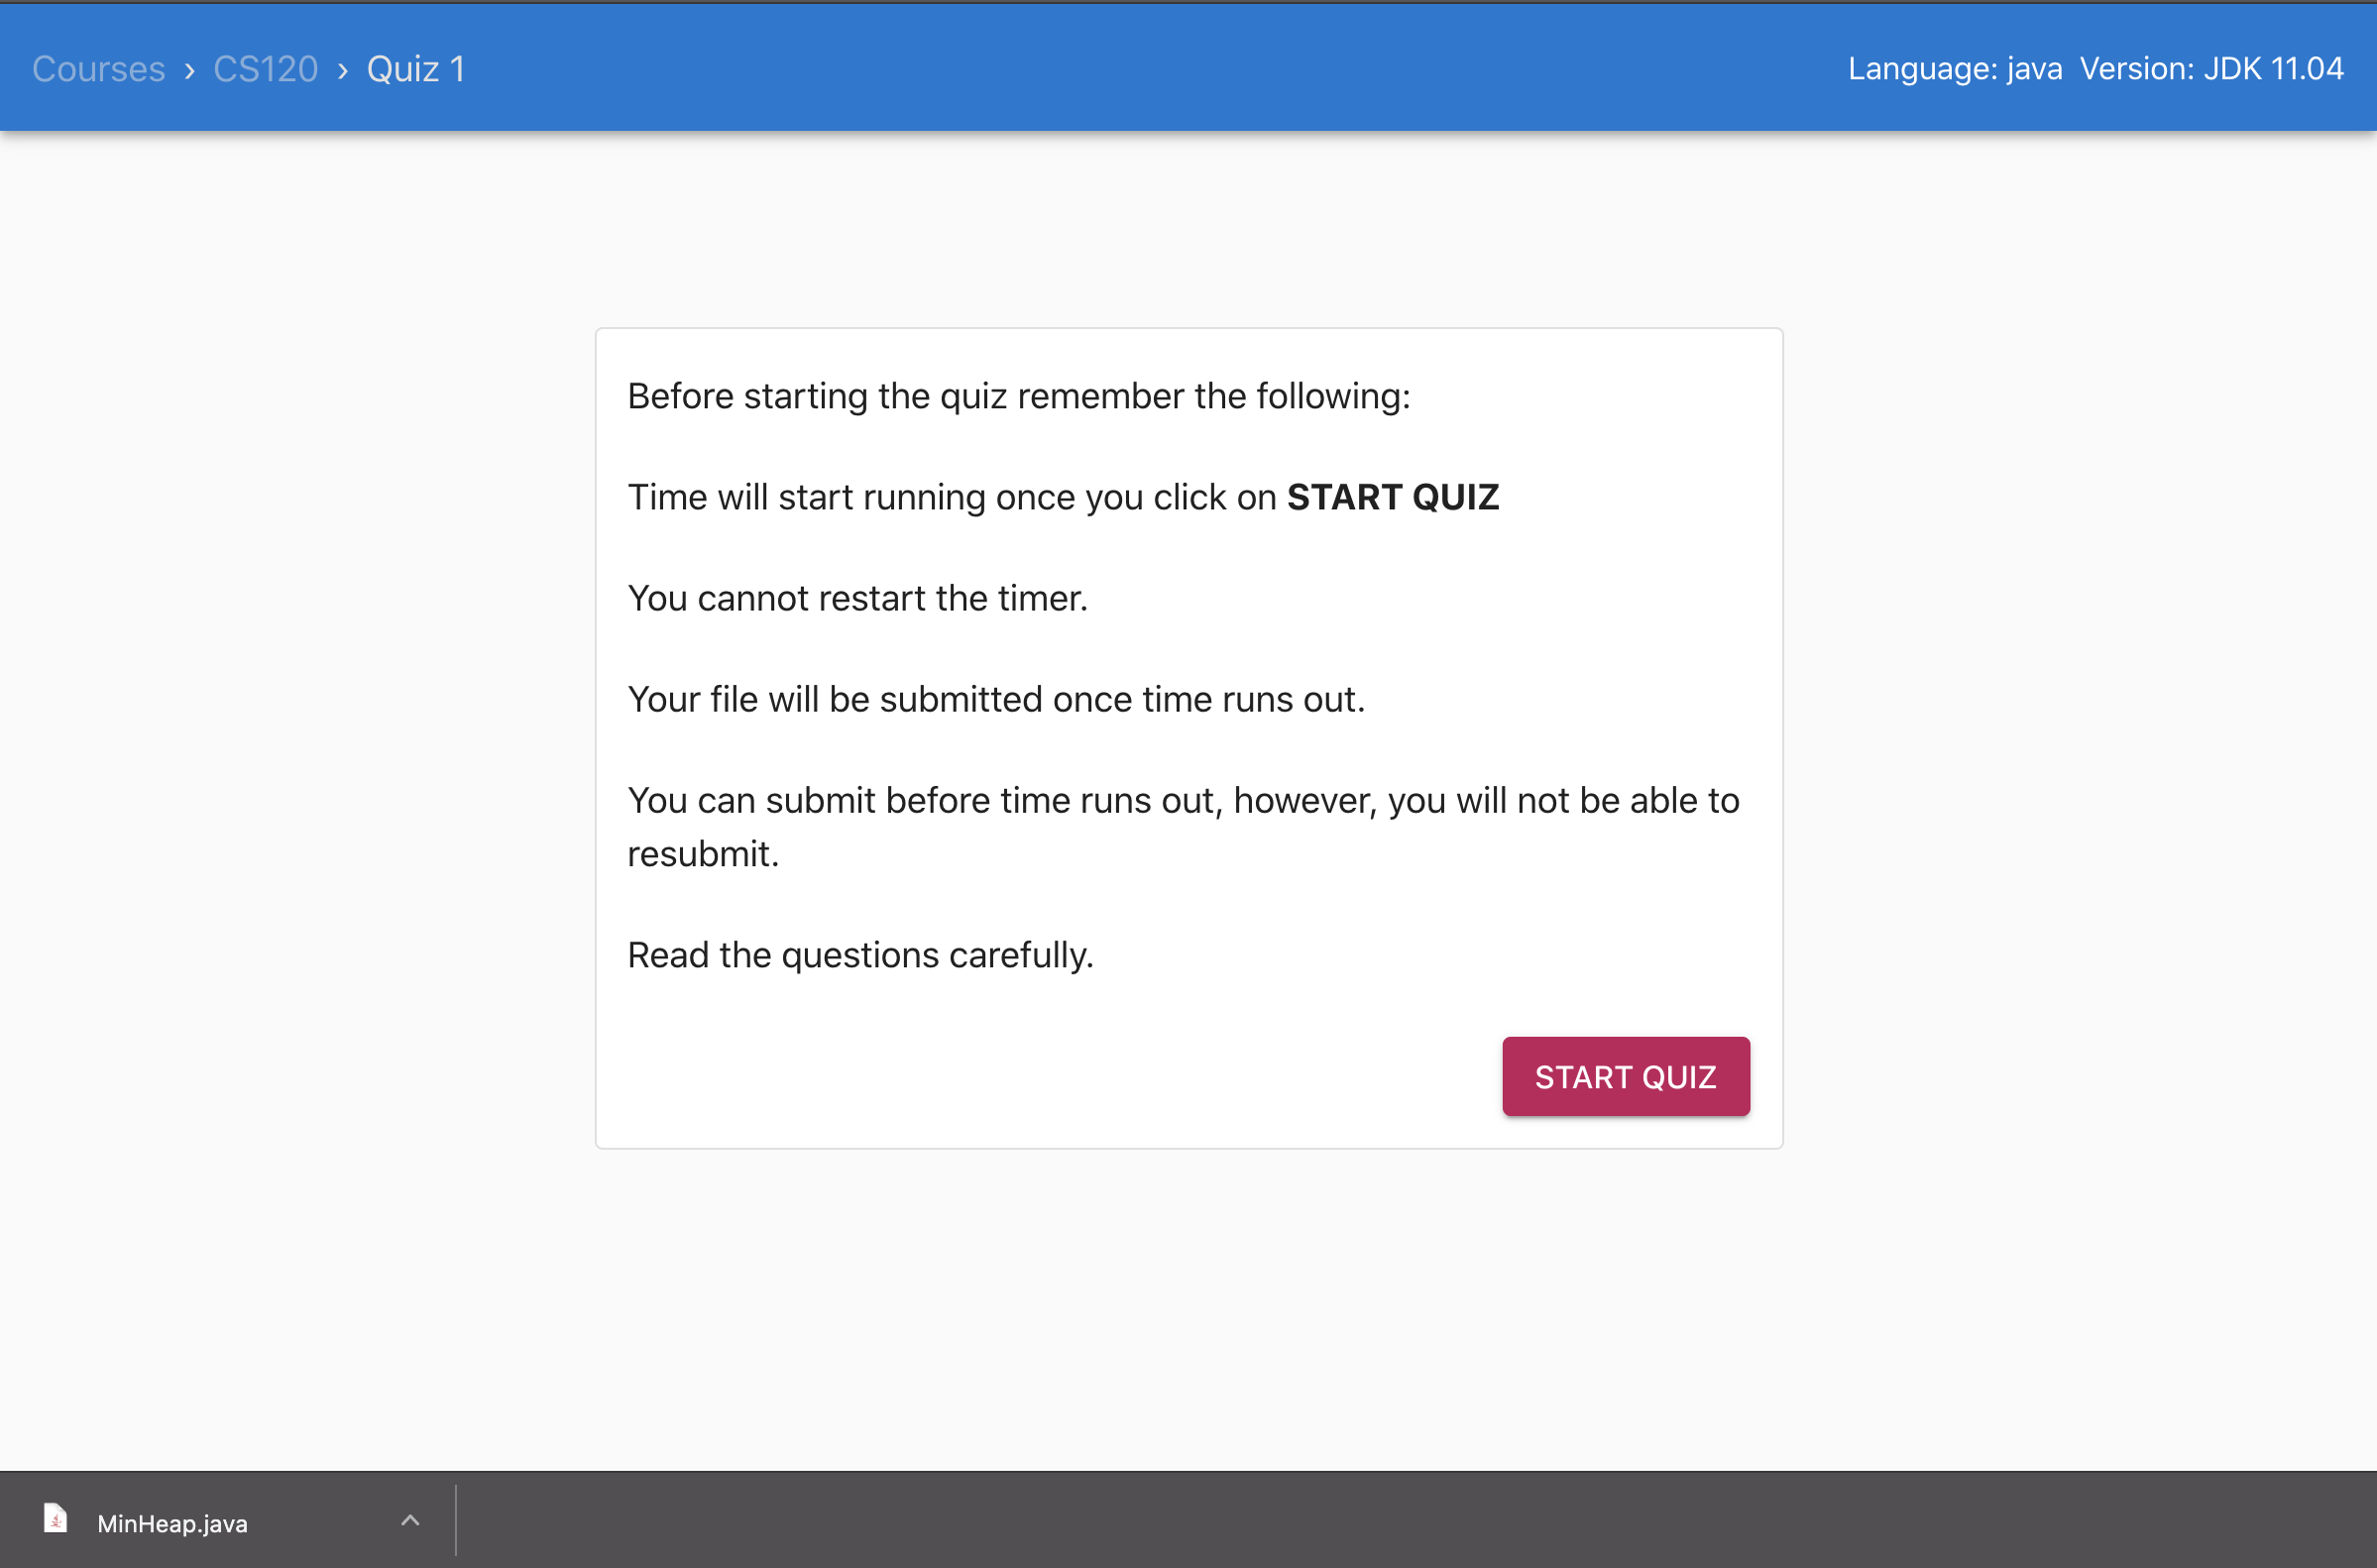 Courses › CS120 › Quiz 1
Language: java Version: JDK 11.04
Before starting the quiz remember the following:
Time will start running once you click on START QUIZ
You cannot restart the timer.
Your file will be submitted once time runs out.
You can submit before time runs out, however, you will not be able to
resubmit.
Read the questions carefully.
START QUIZ
MinHeap.java